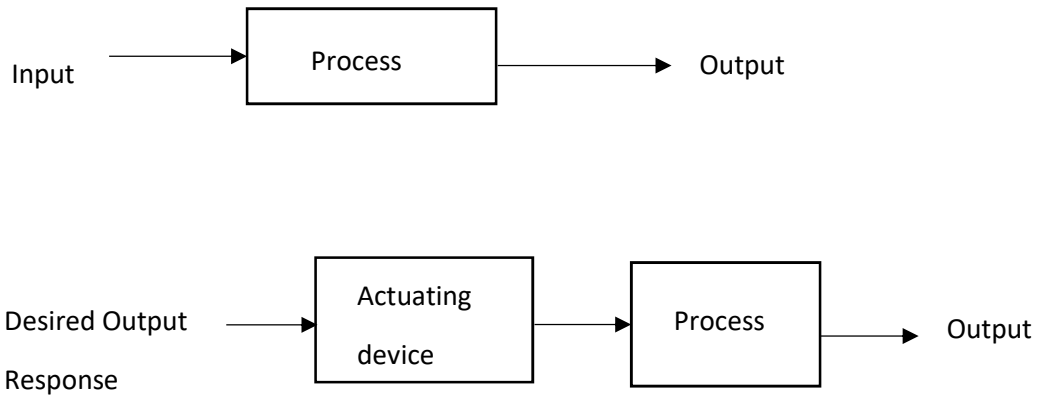 Input
Process
Output
Desired Output
Response
Actuating
device
Process
Output